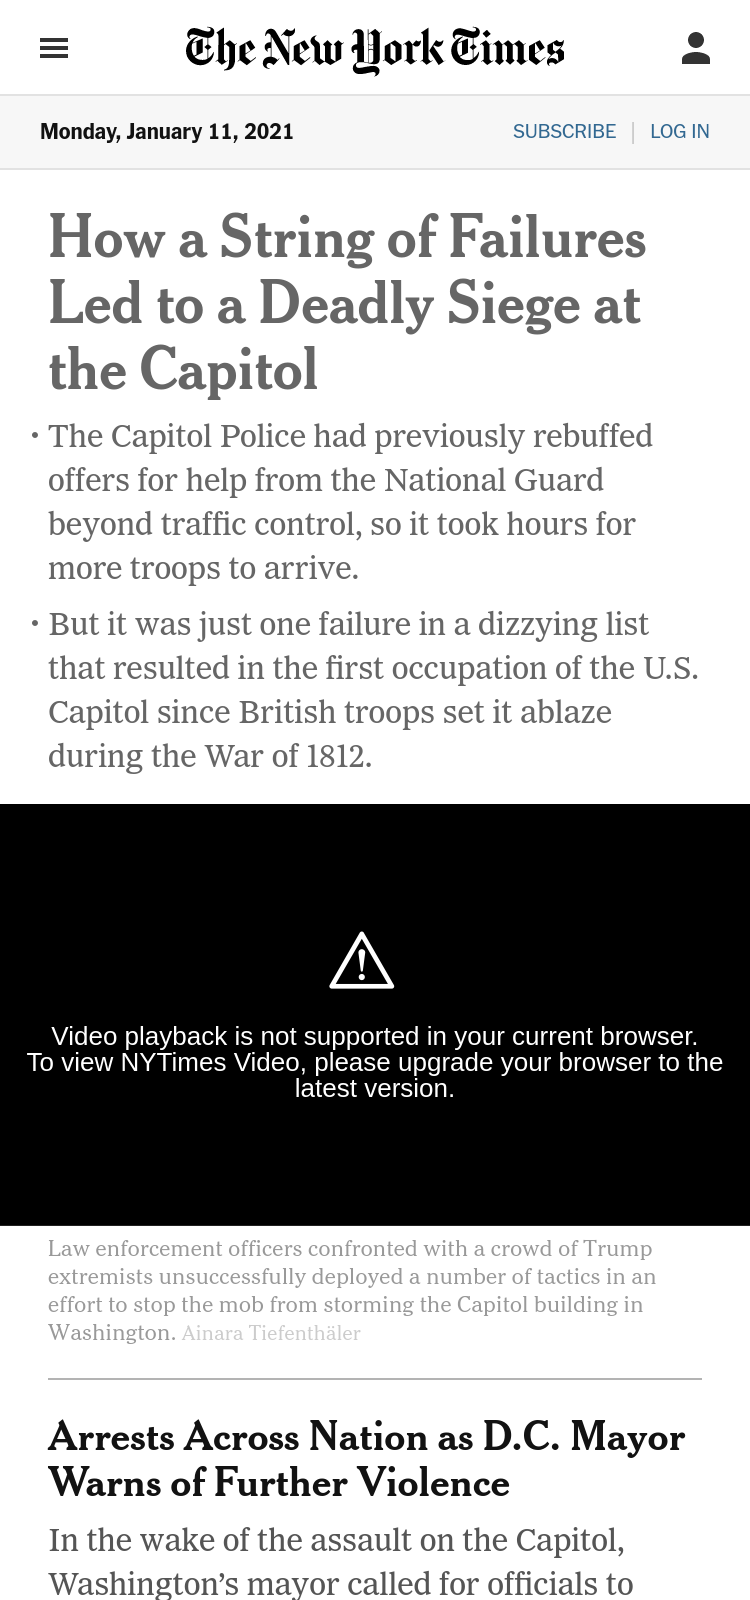 The New York Times
Monday, January 11, 2021
SUBSCRIBE | LOG IN
How a String of Failures
Led to a Deadly Siege at
the Capitol
• The Capitol Police had previously rebuffed
offers for help from the National Guard
beyond traffic control, so it took hours for
more troops to arrive.
• But it was just one failure in a dizzying list
that resulted in the first occupation of the U.S.
Capitol since British troops set it ablaze
during the War of 1812.
Video playback is not supported in your current browser.
To view NYTimes Video, please upgrade your browser to the
latest version.
Law enforcement officers confronted with a crowd of Trump
extremists unsuccessfully deployed a number of tactics in an
effort to stop the mob from storming the Capitol building in
Washington. Ainara Tiefenthäler
Arrests Across Nation as D.C. Mayor
Warns of Further Violence
In the wake of the assault on the Capitol,
Washington’s mayor called for officials to